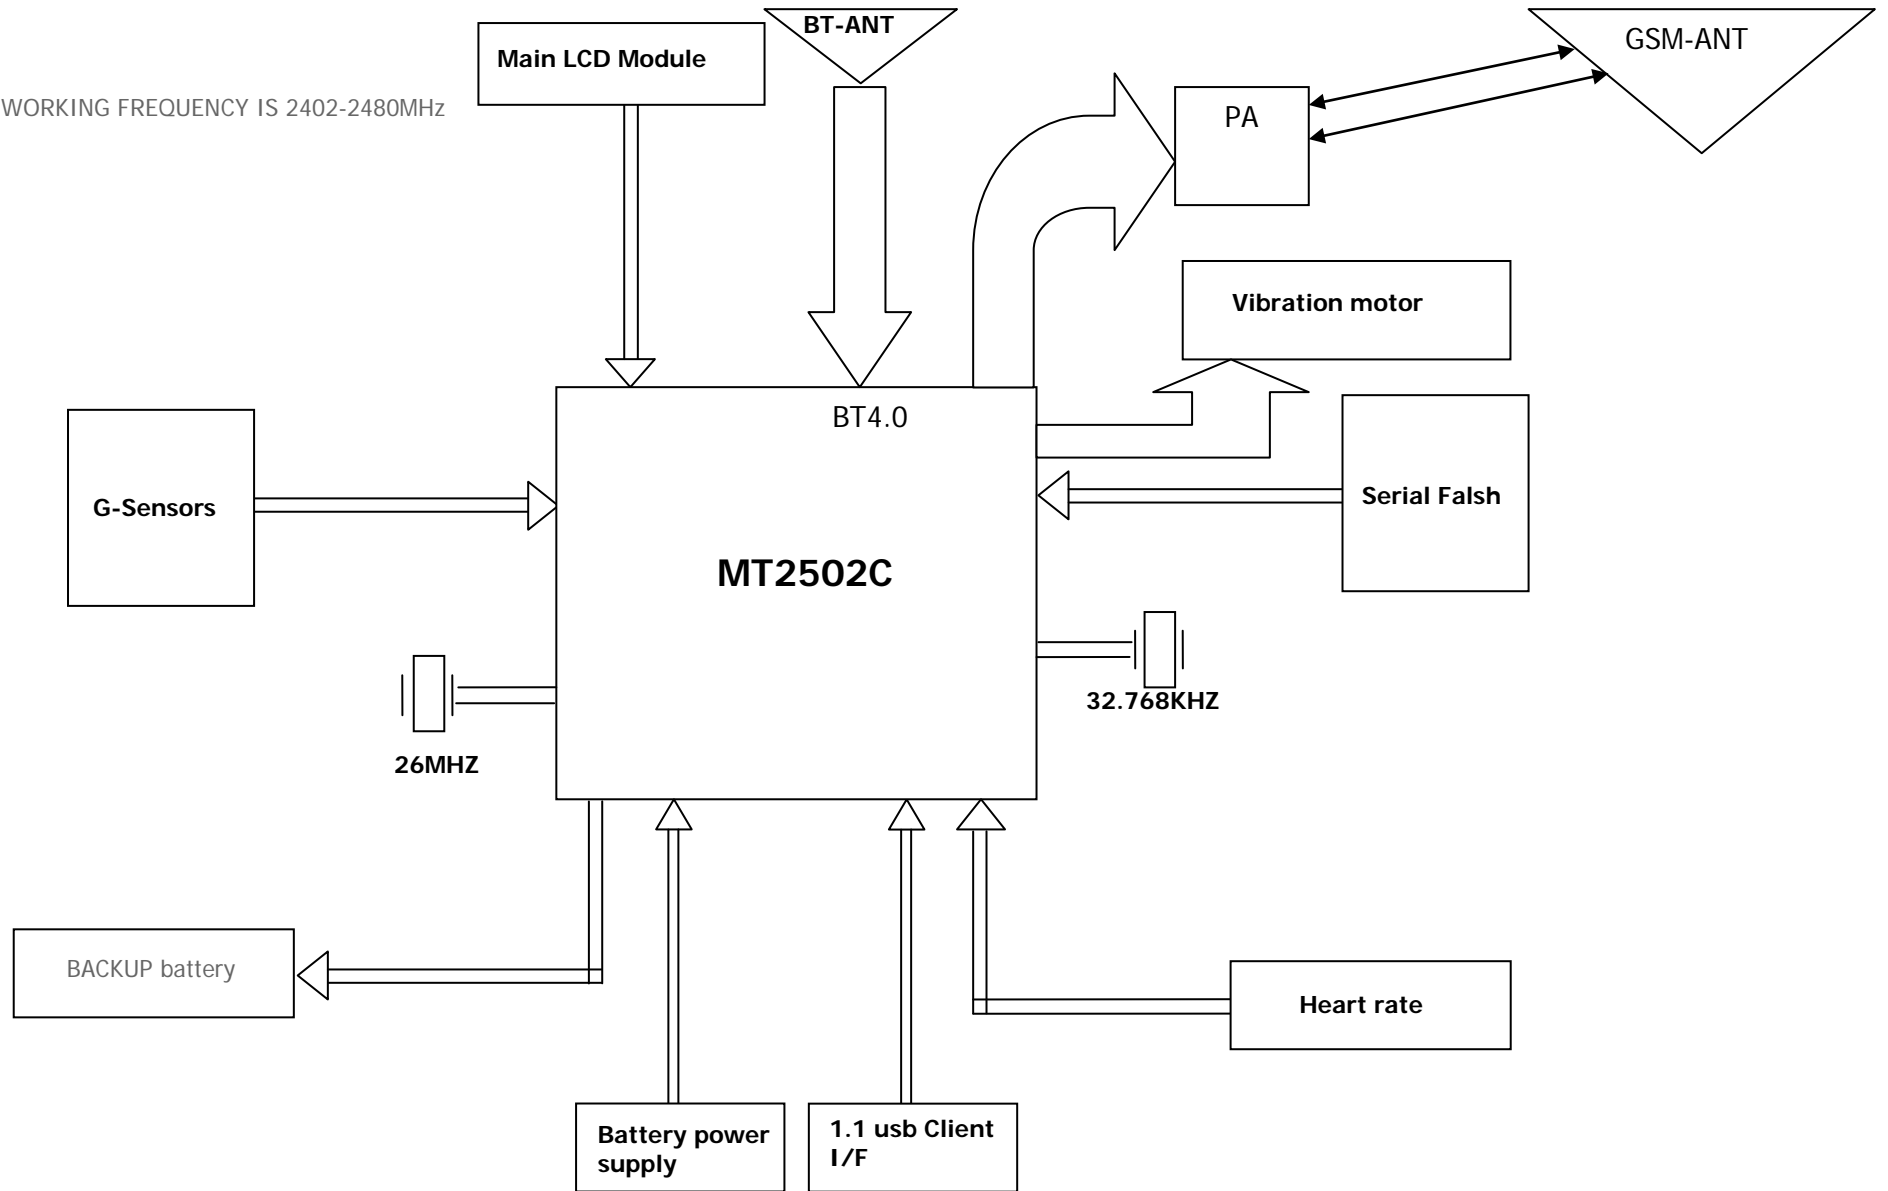 BT-ANT
GSM-ANT
Main LCD Module
WORKING FREQUENCY IS 2402-2480MHz
PA
Vibration motor
BT4.0
G-Sensors
Serial Falsh
MT2502C
32.768KHZ
26MHZ
BACKUP battery
Heart rate
Battery power
supply
1.1 usb Client
I/F